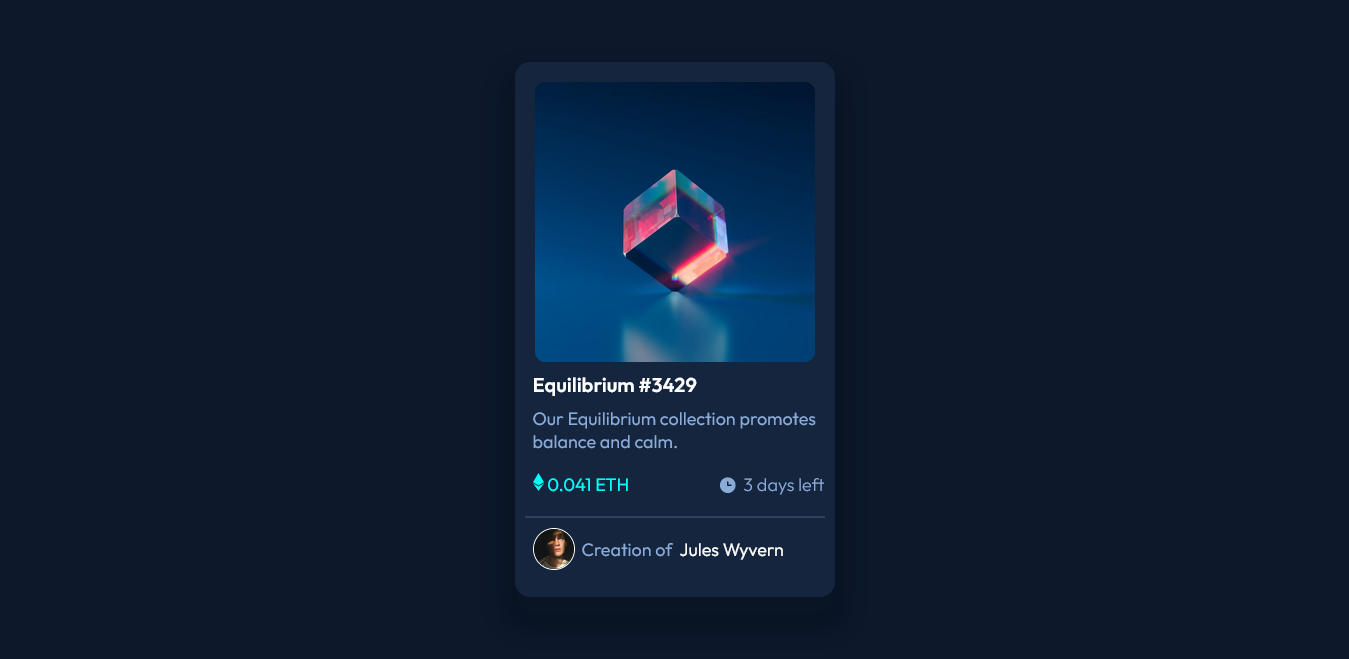 Equilibrium #3429
Our Equilibrium collection promotes
balance and calm.
0.041 ETH 3 days left
Creation of Jules Wyvern